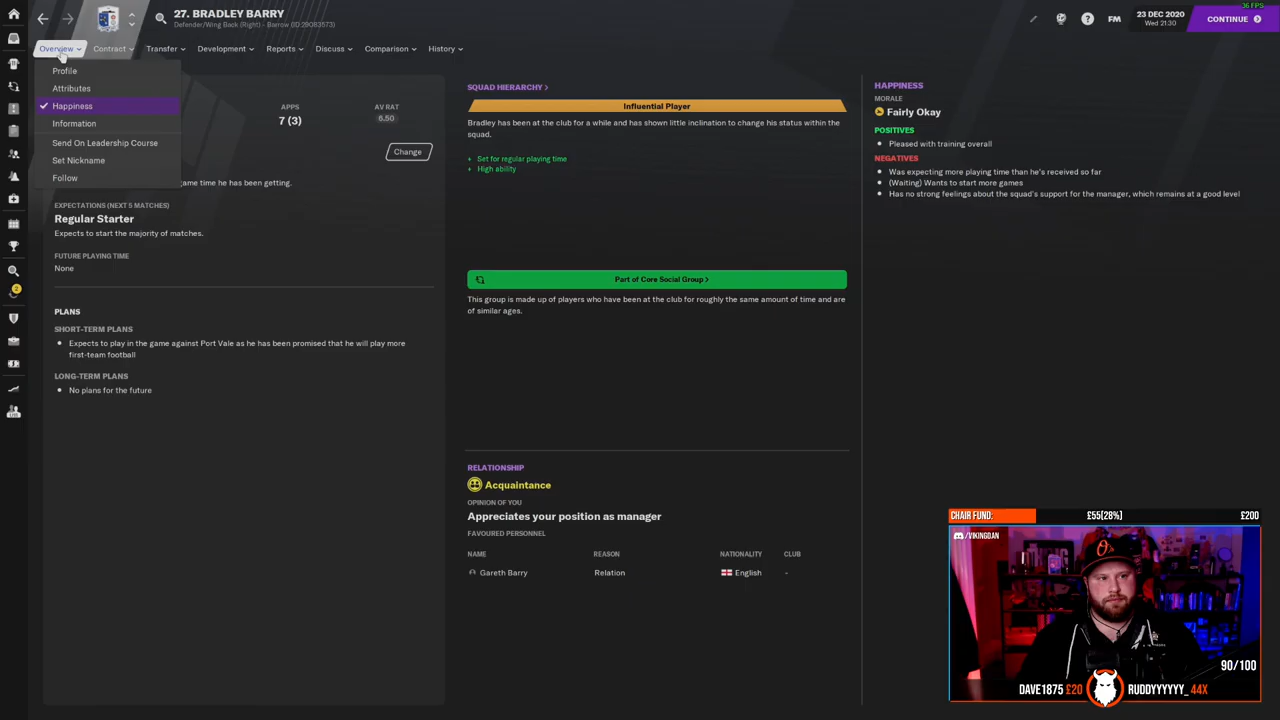 36 FPS
27. BRADLEY BARRY
Defender/Wing Back (Right) - Barrow (ID 29083573)
FM
23 DEC 2020
Wed 21:30
CONTINUE
Overview
Contract
Transfer
Development
Reports
Discuss
Comparison
History
Profile
Attributes
Happiness
Information
Send On Leadership Course
Set Nickname
Follow
APPS
7 (3)
AV RAT
6.50
Change
game time he has been getting.
EXPECTATIONS (NEXT 5 MATCHES)
Regular Starter
Expects to start the majority of matches.
FUTURE PLAYING TIME
None
PLANS
SHORT-TERM PLANS
Expects to play in the game against Port Vale as he has been promised that he will play more
first-team football
LONG-TERM PLANS
No plans for the future
SQUAD HIERARCHY >
Influential Player
Bradley has been at the club for a while and has shown little inclination to change his status within the
squad.
+ Set for regular playing time
+ High ability
Part of Core Social Group >
This group is made up of players who have been at the club for roughly the same amount of time and are
of similar ages.
RELATIONSHIP
Acquaintance
OPINION OF YOU
Appreciates your position as manager
FAVOURED PERSONNEL
NAME REASON NATIONALITY CLUB
Gareth Barry Relation English -
HAPPINESS
MORALE
Fairly Okay
POSITIVES
Pleased with training overall
NEGATIVES
Was expecting more playing time than he's received so far
(Waiting) Wants to start more games
Has no strong feelings about the squad's support for the manager, which remains at a good level
2
CHAIR FUND: £55(28%) £200
/VIKINGDAN
90/100
DAVE1875 £20 RUDDYYYYYY_ 44X